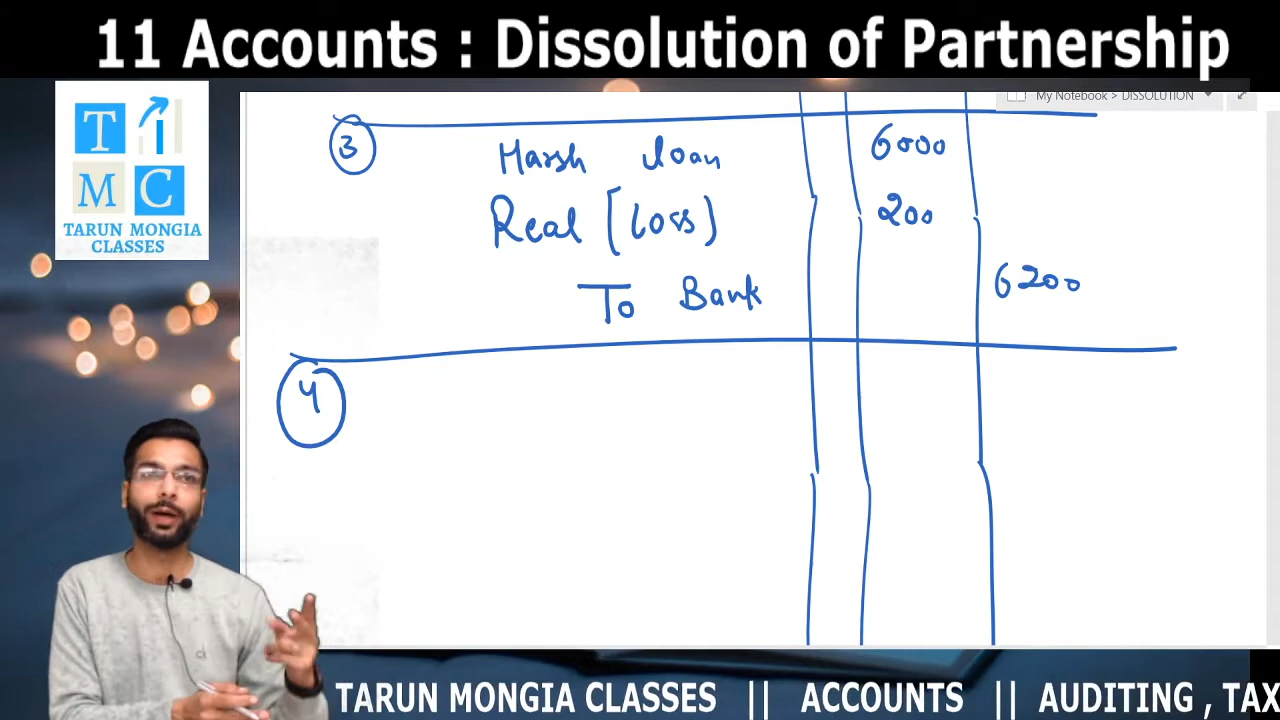 11 Accounts : Dissolution of Partnership
My Notebook > DISSOLUTION
T
M C
TARUN MONGIA
CLASSES
3 Harsh loan 6000
Real [loss) 200
To Bank 6200
4
TARUN MONGIA CLASSES || ACCOUNTS || AUDITING , TAX